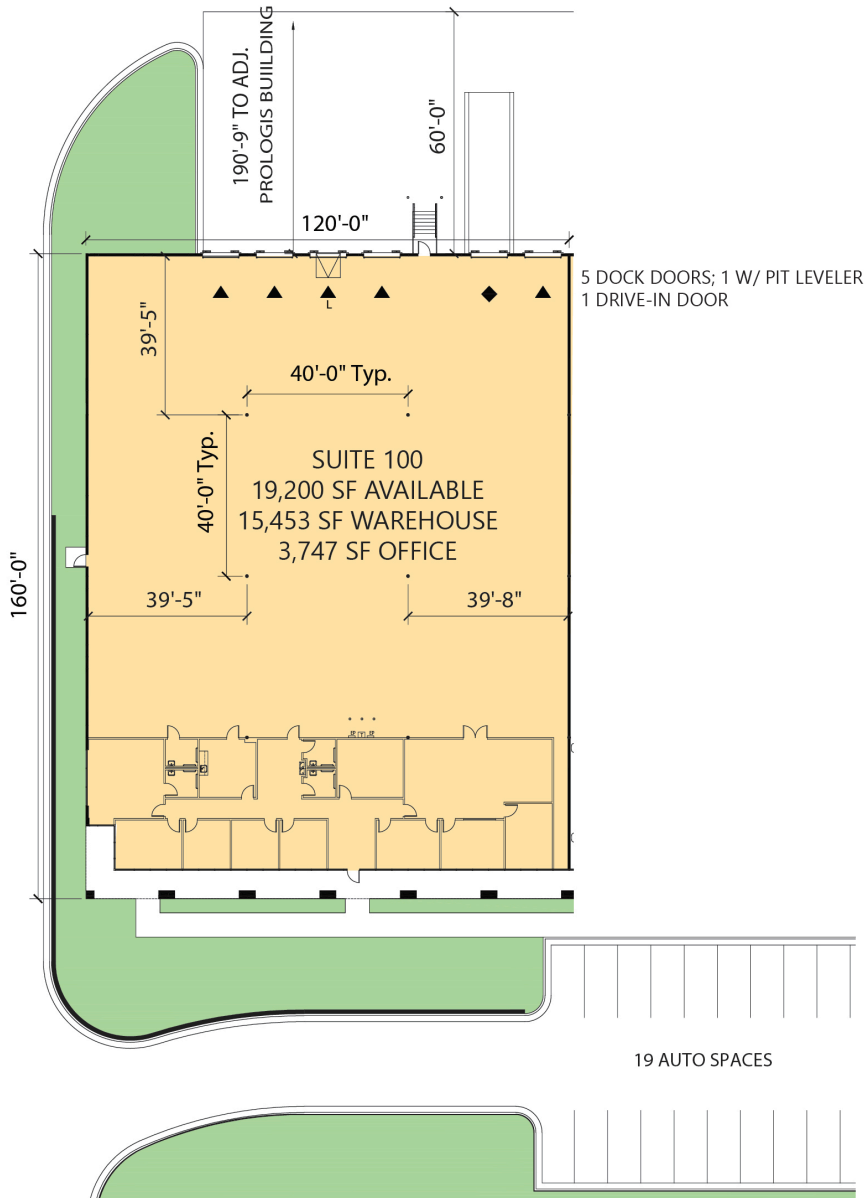 190'-9" TO ADJ.
PROLOGIS BUIILDING
60'-0"
120'-0"
5 DOCK DOORS; 1 W/ PIT LEVELER
1 DRIVE-IN DOOR
L
39'-5"
40'-0" Typ.
40'-0" Typ.
SUITE 100
19,200 SF AVAILABLE
15,453 SF WAREHOUSE
3,747 SF OFFICE
160'-0"
39'-5"
39'-8"
19 AUTO SPACES